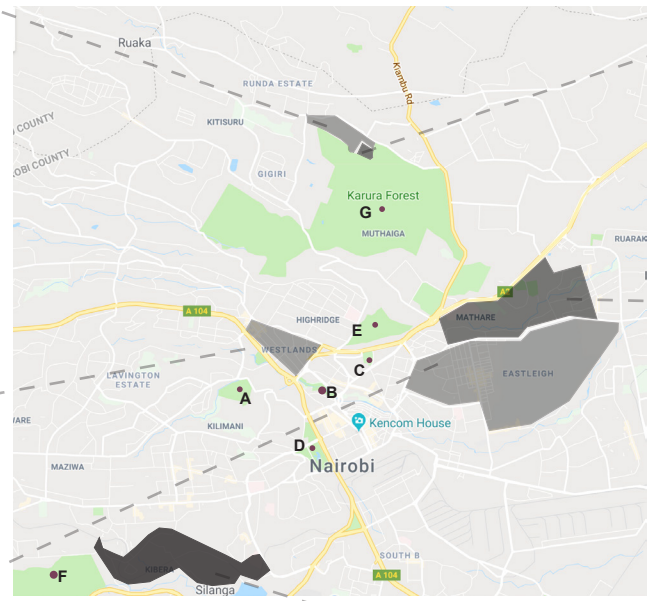 Ruaka
Kiambu Rd
RUNDA ESTATE
KITISURU
COUNTY
OBI COUNTY
GIGIRI
Karura Forest
G
MUTHAIGA
RUARAK
A 104
HIGHRIDGE
MATHARE
E
WESTLANDS
C
EASTLEIGH
LAVINGTON
ESTATE
A
B
KILIMANI
Kencom House
WARE
D
MAZIWA
Nairobi
SOUTH B
KIBERA
F
A 104
Silanga